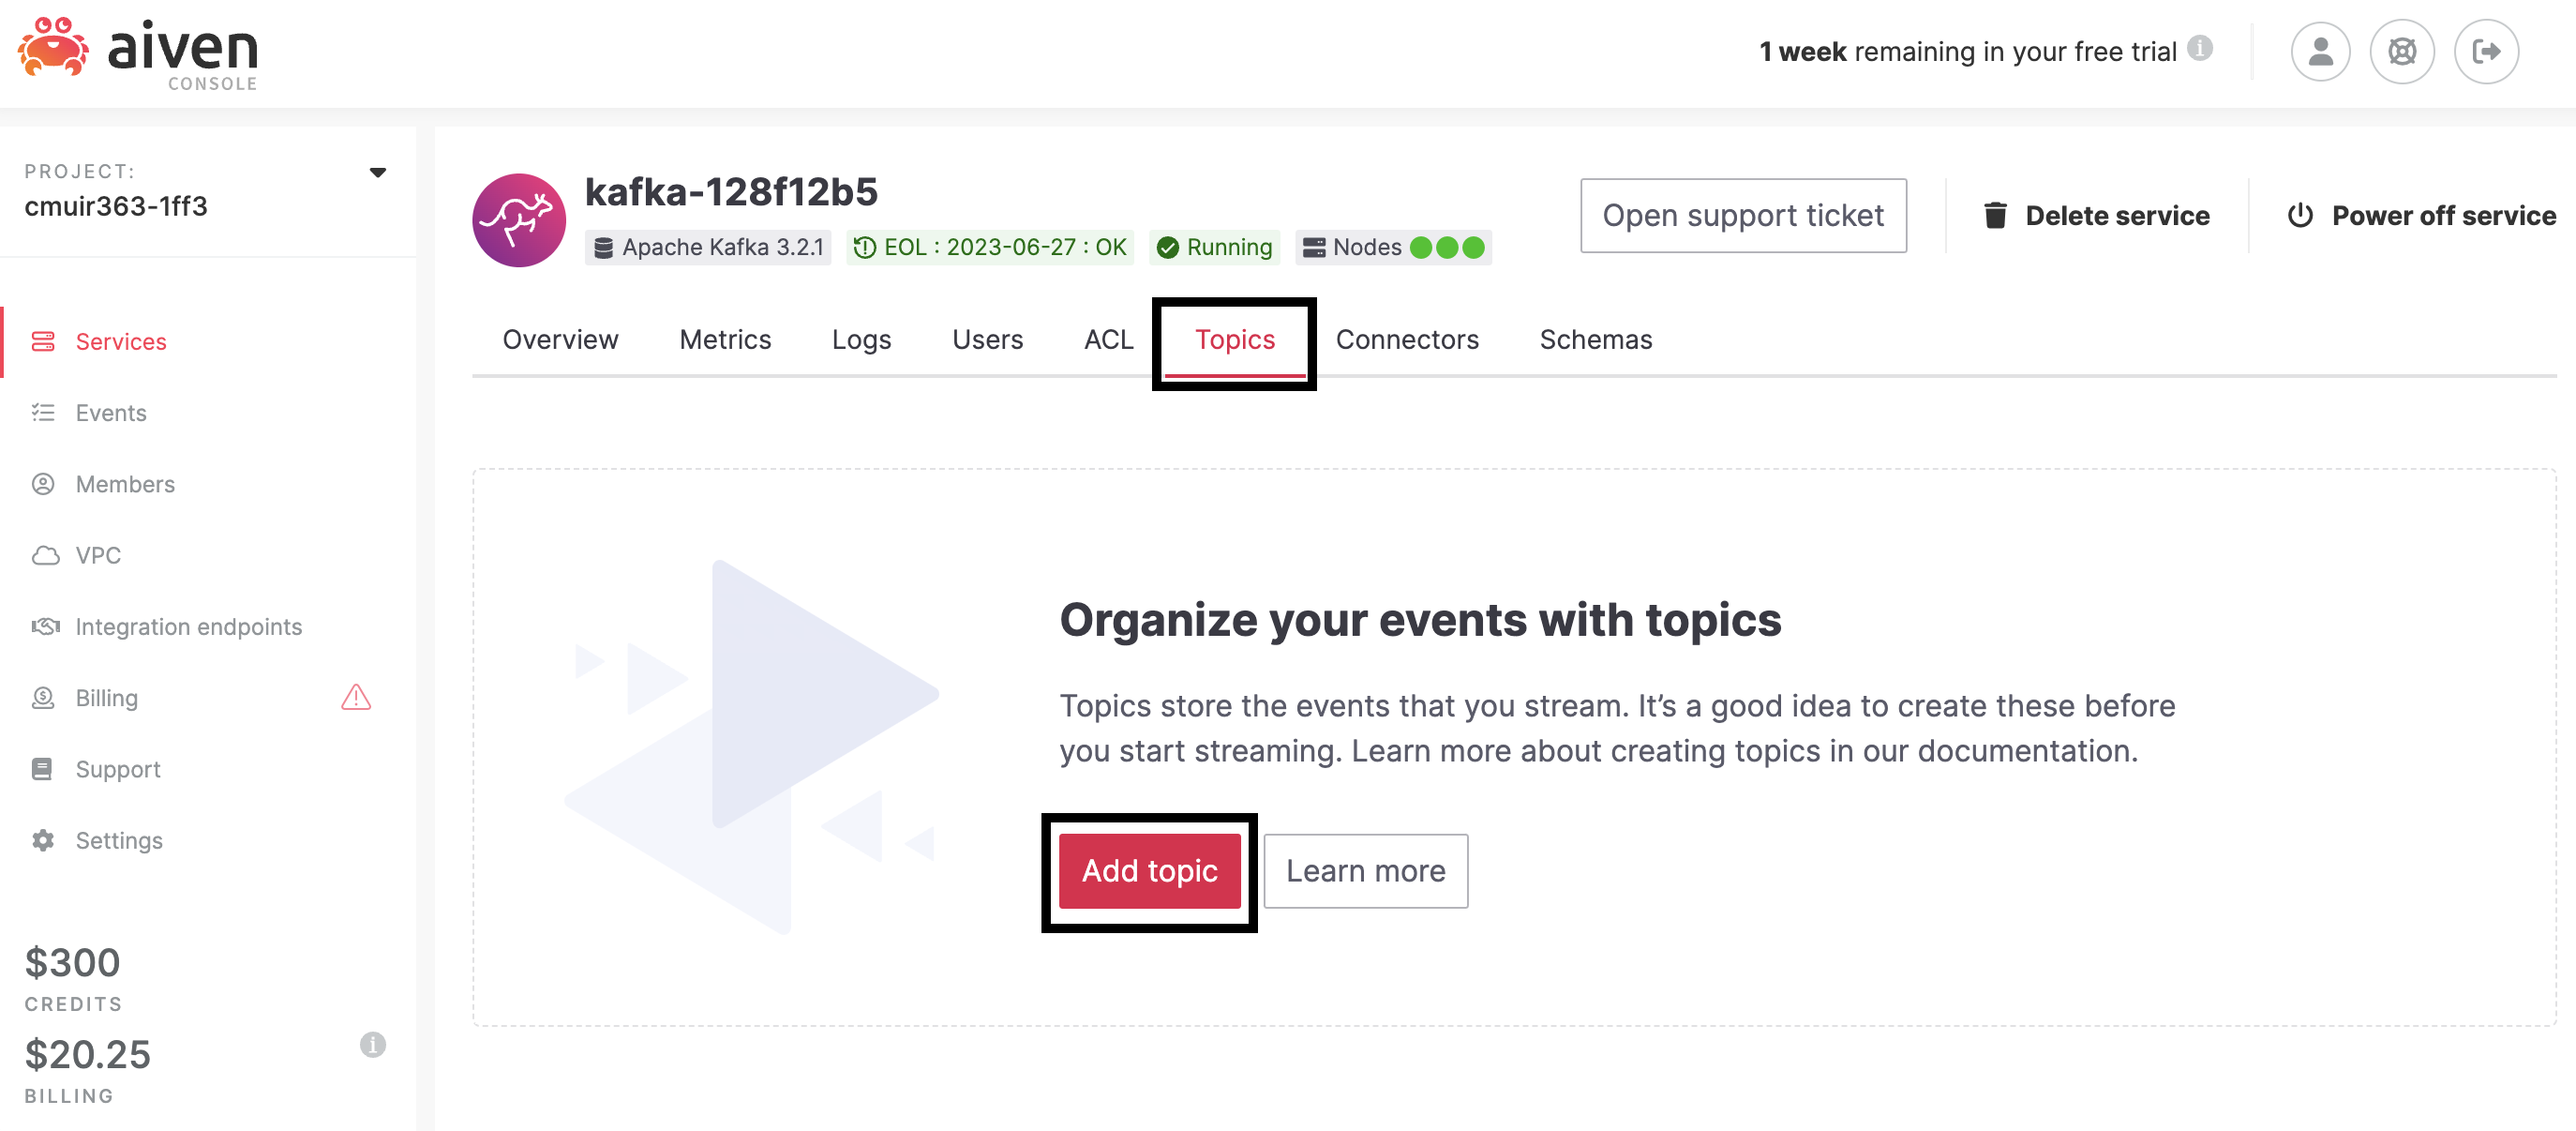 aiven
CONSOLE
1 week remaining in your free trial
PROJECT:
cmuir363-1ff3
Services
Events
Members
VPC
Integration endpoints
Billing
Support
Settings
$300
CREDITS
$20.25
BILLING
kafka-128f12b5
Apache Kafka 3.2.1 EOL : 2023-06-27 : OK Running Nodes
Open support ticket Delete service Power off service
Overview Metrics Logs Users ACL Topics Connectors Schemas
Organize your events with topics
Topics store the events that you stream. It’s a good idea to create these before
you start streaming. Learn more about creating topics in our documentation.
Add topic Learn more